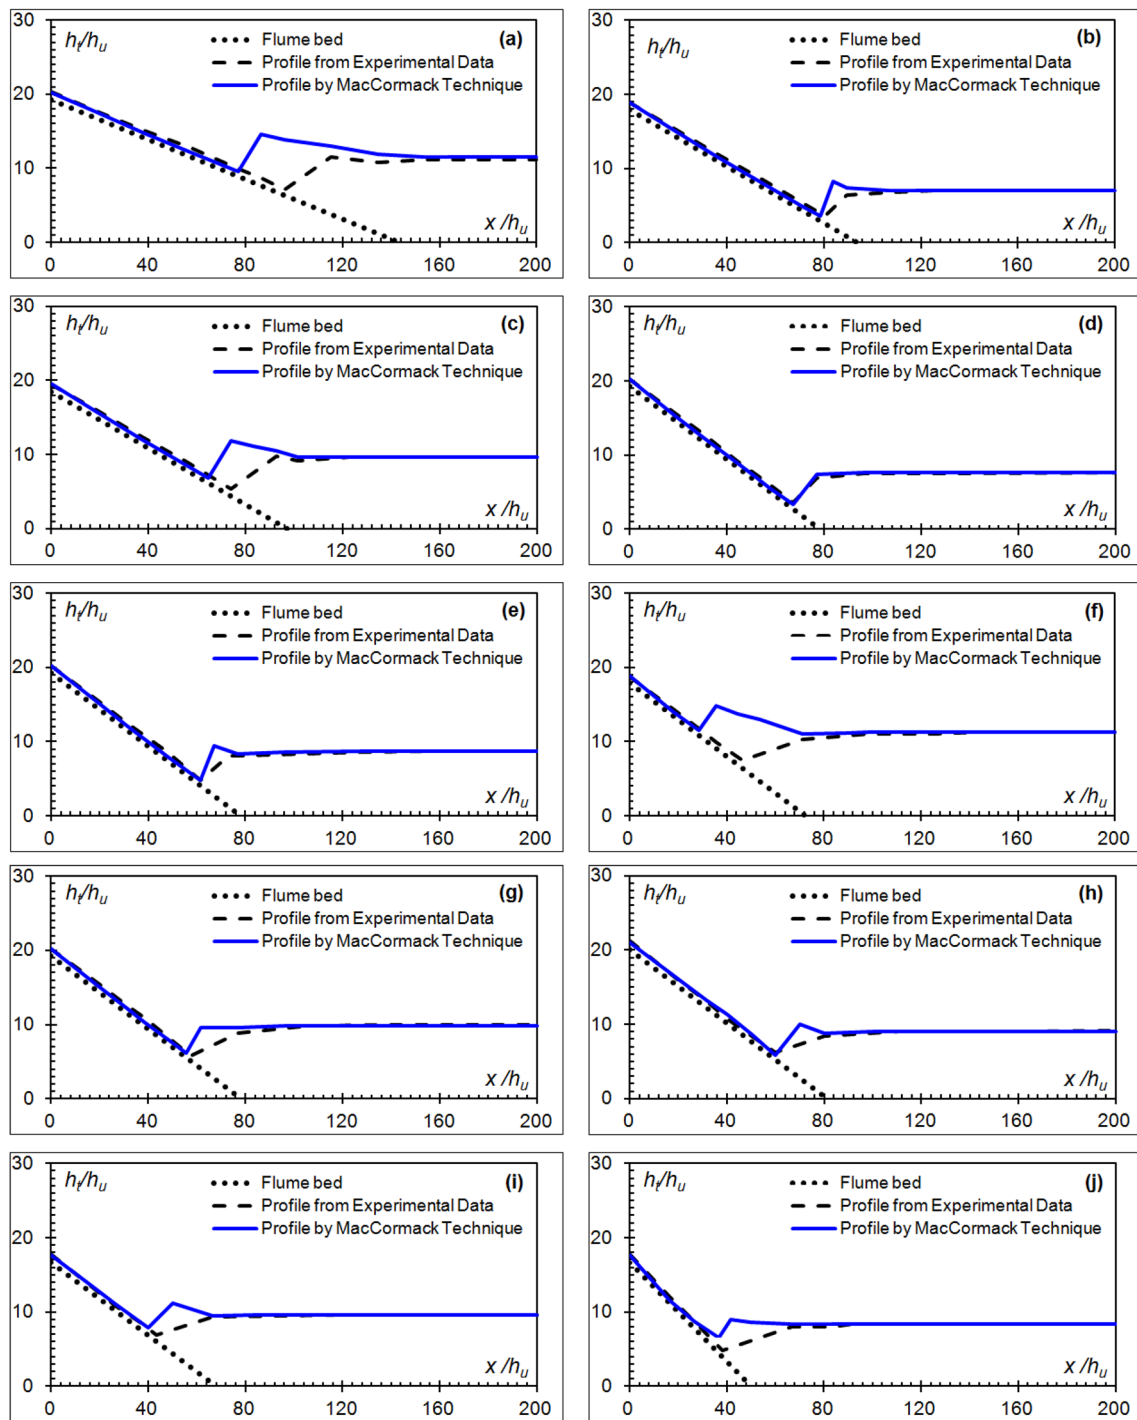 30 h_t/h_u Flume bed (a)
Profile from Experimental Data
20 Profile by MacCormack Technique
10
x/h_u
0
0 40 80 120 160 200
30 Flume bed (b)
h_t/h_u Profile from Experimental Data
20 Profile by MacCormack Technique
10
x/h_u
0
0 40 80 120 160 200
30 h_t/h_u Flume bed (c)
Profile from Experimental Data
20 Profile by MacCormack Technique
10
x/h_u
0
0 40 80 120 160 200
30 h_t/h_u Flume bed (d)
Profile from Experimental Data
20 Profile by MacCormack Technique
10
x/h_u
0
0 40 80 120 160 200
30 h_t/h_u Flume bed (e)
Profile from Experimental Data
20 Profile by MacCormack Technique
10
x/h_u
0
0 40 80 120 160 200
30 h_t/h_u Flume bed (f)
Profile from Experimental Data
20 Profile by MacCormack Technique
10
x/h_u
0
0 40 80 120 160 200
30 h_t/h_u Flume bed (g)
Profile from Experimental Data
20 Profile by MacCormack Technique
10
x/h_u
0
0 40 80 120 160 200
30 h_t/h_u Flume bed (h)
Profile from Experimental Data
20 Profile by MacCormack Technique
10
x/h_u
0
0 40 80 120 160 200
30 h_t/h_u Flume bed (i)
Profile from Experimental Data
20 Profile by MacCormack Technique
10
x/h_u
0
0 40 80 120 160 200
30 h_t/h_u Flume bed (j)
Profile from Experimental Data
20 Profile by MacCormack Technique
10
x/h_u
0
0 40 80 120 160 200